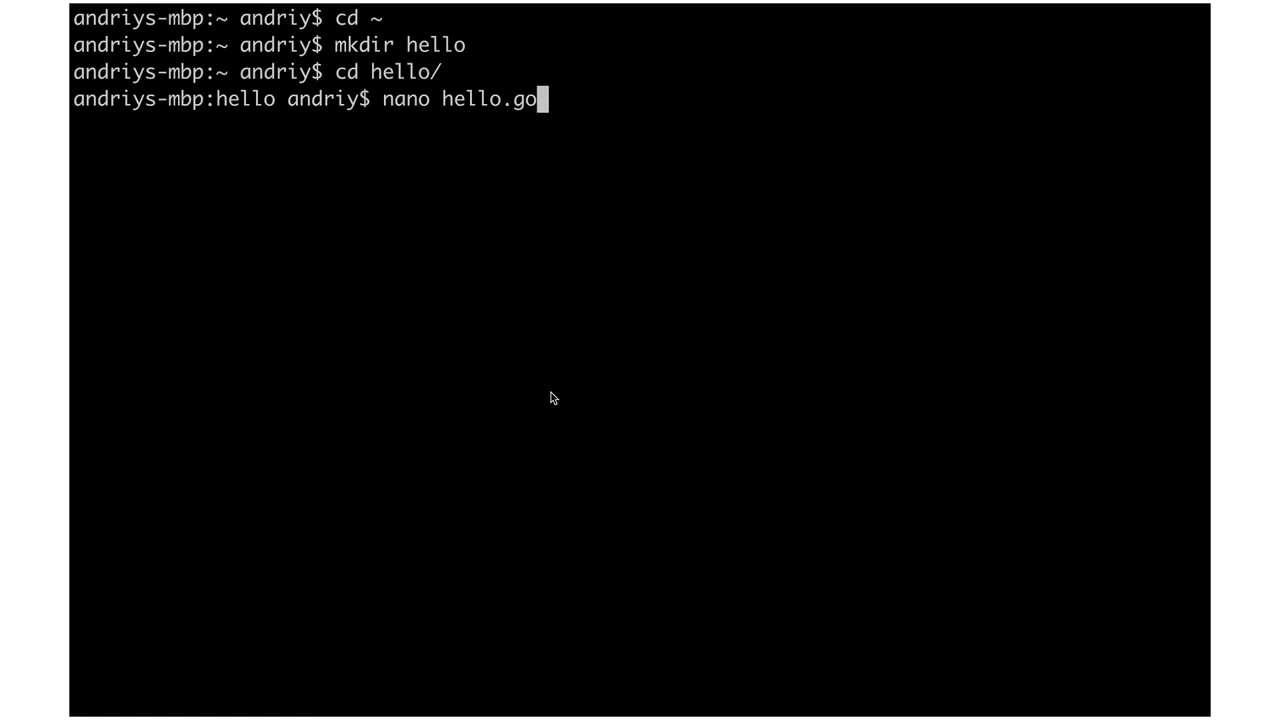 andriys-mbp:~ andriy$ cd ~
andriys-mbp:~ andriy$ mkdir hello
andriys-mbp:~ andriy$ cd hello/
andriys-mbp:hello andriy$ nano hello.go